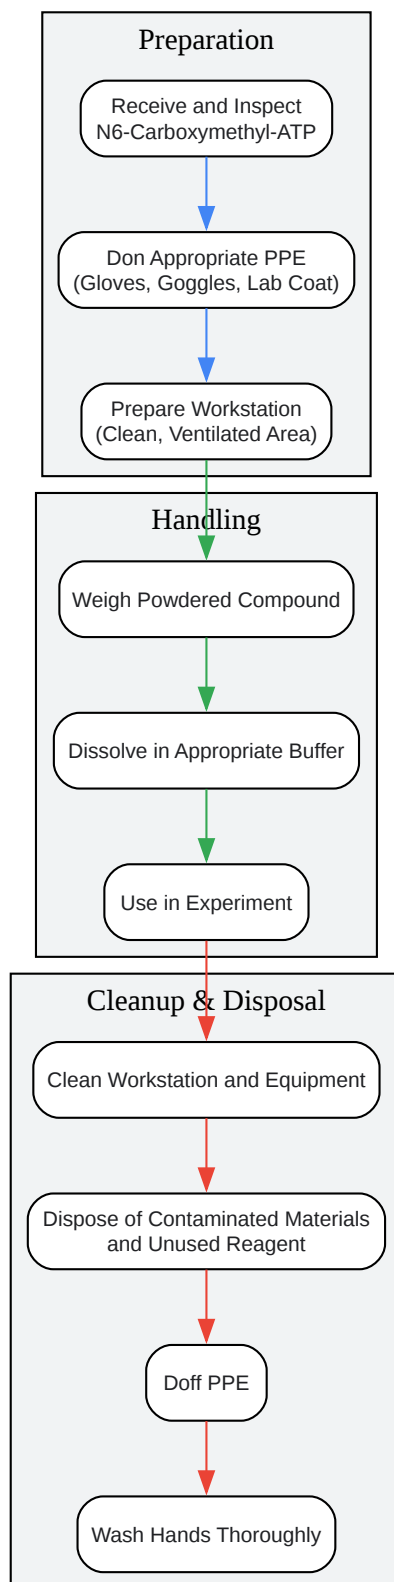 Preparation
Receive and Inspect
N6-Carboxymethyl-ATP
Don Appropriate PPE
(Gloves, Goggles, Lab Coat)
Prepare Workstation
(Clean, Ventilated Area)
Handling
Weigh Powdered Compound
Dissolve in Appropriate Buffer
Use in Experiment
Cleanup & Disposal
Clean Workstation and Equipment
Dispose of Contaminated Materials
and Unused Reagent
Doff PPE
Wash Hands Thoroughly